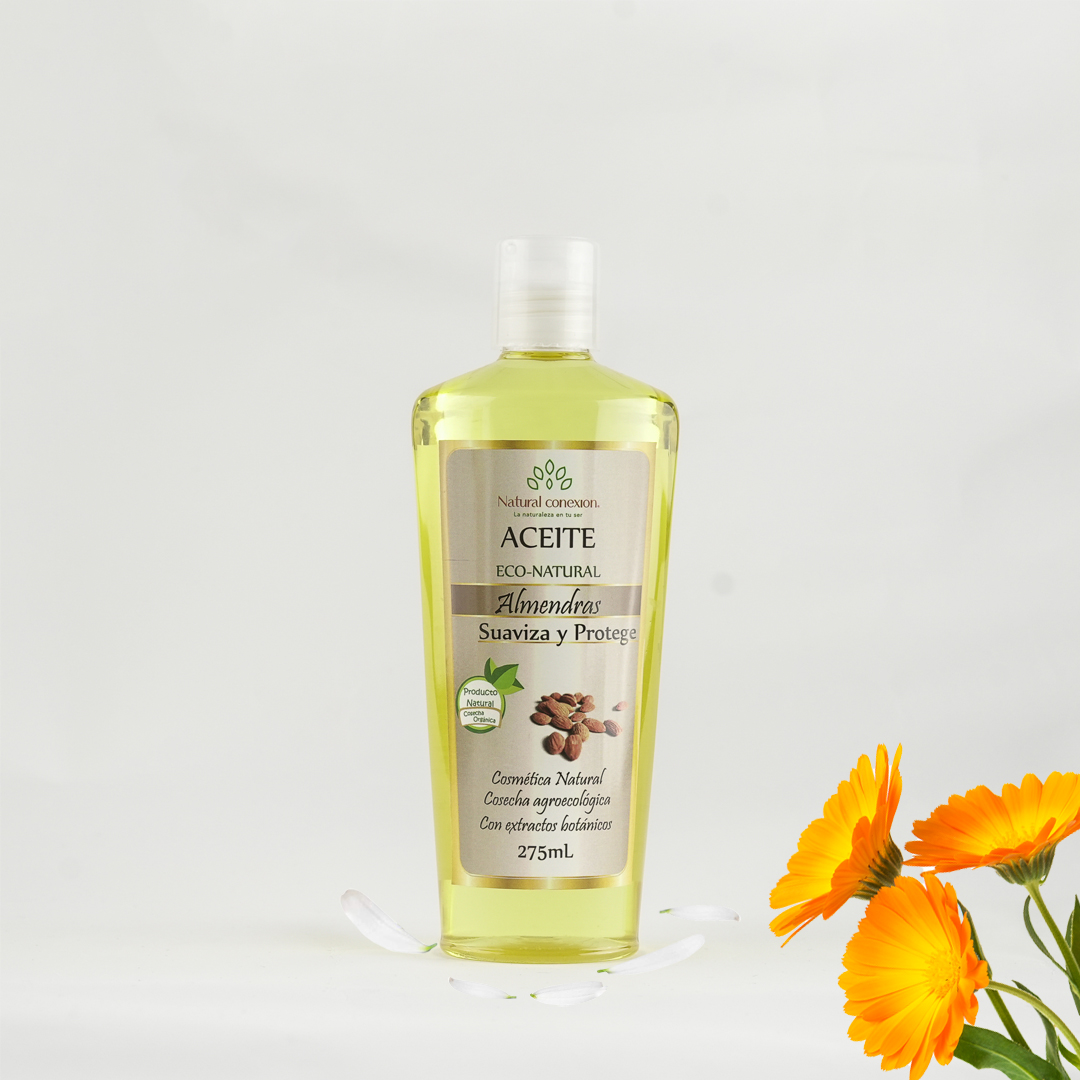 Natural conexion.
La naturaleza en tu ser
ACEITE
ECO-NATURAL
Almendras
Suaviza y Protege
Producto
Natural
Cosecha
Orgánica
Cosmética Natural
Cosecha agroecológica
Con extractos botánicos
275mL